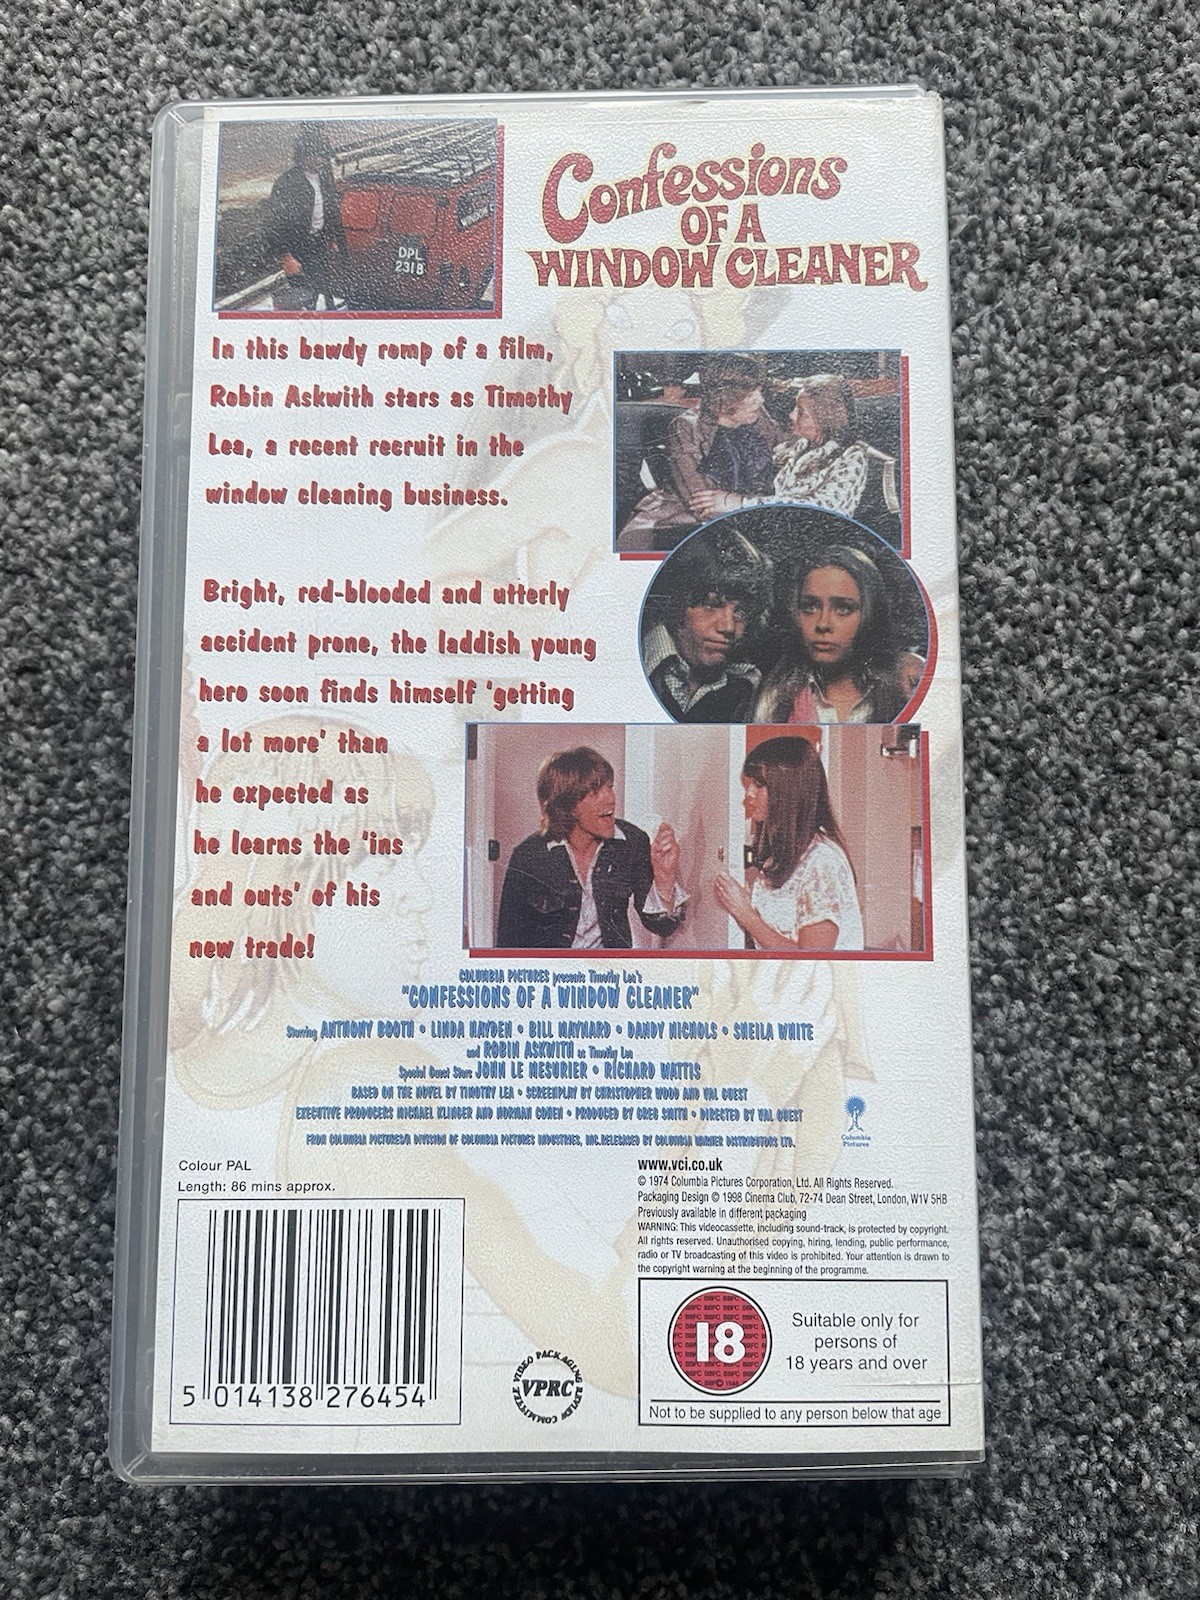 DPL
231B
WINDOW
Confessions
OF A
WINDOW CLEANER
In this bawdy romp of a film,
Robin Askwith stars as Timothy
Lea, a recent recruit in the
window cleaning business.
Bright, red-blooded and utterly
accident prone, the laddish young
hero soon finds himself 'getting
a lot more' than
he expected as
he learns the 'ins
and outs' of his
new trade!
COLUMBIA PICTURES presents Timothy Lea's
"CONFESSIONS OF A WINDOW CLEANER"
Starring ANTHONY BOOTH • LINDA HAYDEN • BILL MAYNARD • DANDY NICHOLS • SHEILA WHITE
and ROBIN ASKWITH as Timothy Lea
Special Guest Stars JOHN LE MESURIER • RICHARD WATTIS
BASED ON THE NOVEL BY TIMOTHY LEA • SCREENPLAY BY CHRISTOPHER WOOD AND VAL GUEST
EXECUTIVE PRODUCERS MICHAEL KLINGER AND NORMAN COHEN • PRODUCED BY GREG SMITH • DIRECTED BY VAL GUEST
FROM COLUMBIA PICTURES/A DIVISION OF COLUMBIA PICTURES INDUSTRIES, INC.RELEASED BY COLUMBIA WARNER DISTRIBUTORS LTD.
Columbia
Pictures
Colour PAL
Length: 86 mins approx.
5 014138 276454
VIDEO PACKAGING REVIEW COMMITTEE
VPRC
www.vci.co.uk
© 1974 Columbia Pictures Corporation, Ltd. All Rights Reserved.
Packaging Design © 1998 Cinema Club, 72-74 Dean Street, London, W1V 5HB
Previously available in different packaging
WARNING: This videocassette, including sound-track, is protected by copyright.
All rights reserved. Unauthorised copying, hiring, lending, public performance,
radio or TV broadcasting of this video is prohibited. Your attention is drawn to
the copyright warning at the beginning of the programme.
18
Suitable only for
persons of
18 years and over
Not to be supplied to any person below that age